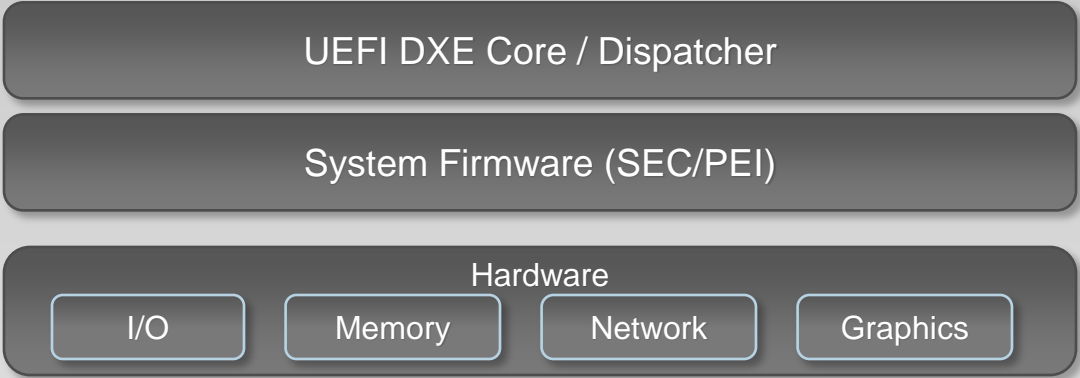 UEFI DXE Core / Dispatcher
System Firmware (SEC/PEI)
Hardware
I/O
Memory
Network
Graphics